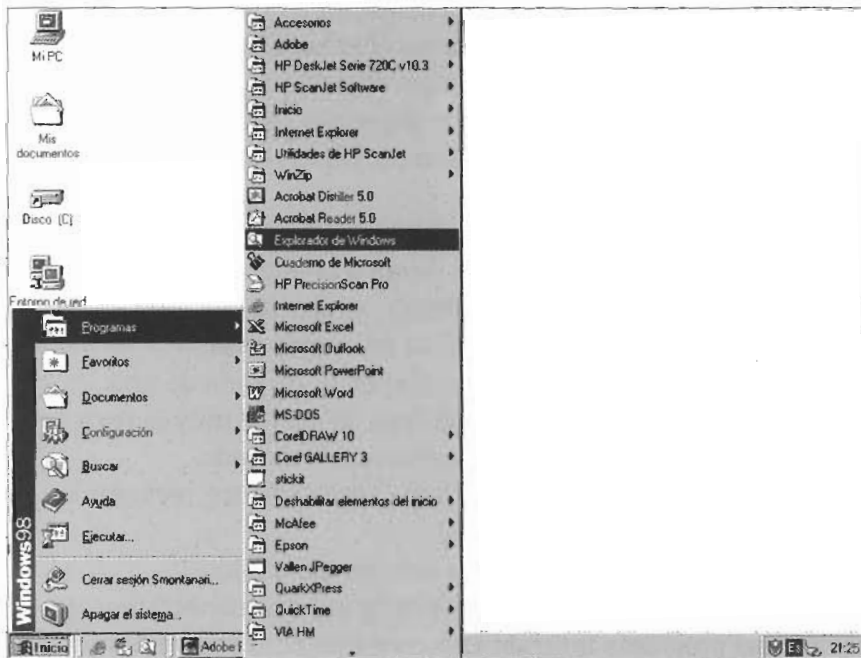 Mi PC
Mis
documentos
Disco (C)
Entorno de red
Programas
Favoritos
Documentos
Configuración
Buscar
Ayuda
Ejecutar...
Cerrar sesión Smontanari...
Apagar el sistema...
Windows98
Accesorios
Adobe
HP DeskJet Serie 720C v10.3
HP ScanJet Software
Inicio
Internet Explorer
Utilidades de HP ScanJet
WinZip
Acrobat Distiller 5.0
Acrobat Reader 5.0
Explorador de Windows
Cuaderno de Microsoft
HP PrecisionScan Pro
Internet Explorer
Microsoft Excel
Microsoft Outlook
Microsoft PowerPoint
Microsoft Word
MS-DOS
CorelDRAW 10
Corel GALLERY 3
stickit
Deshabilitar elementos del inicio
McAfee
Epson
Vallen JPegger
QuarkXPress
QuickTime
VIA HM
Inicio
Adobe
Es
21:25